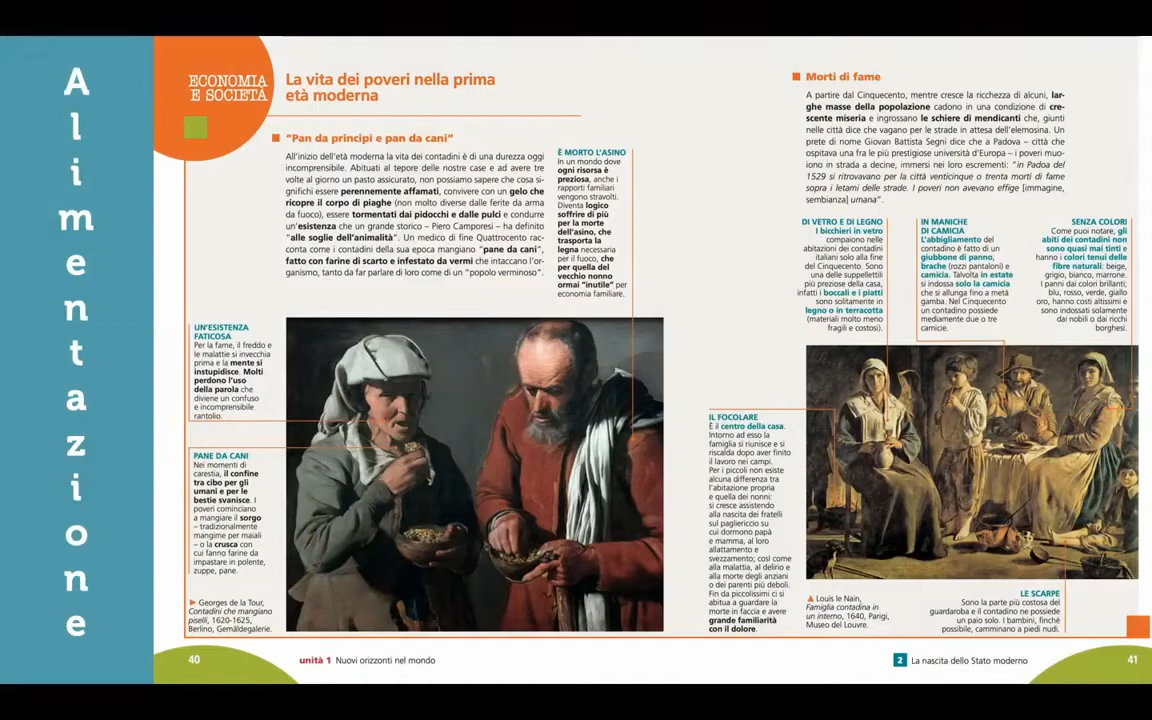 A
l
i
m
e
n
t
a
z
i
o
n
e
ECONOMIA
E SOCIETÀ
La vita dei poveri nella prima
età moderna
"Pan da principi e pan da cani"
All'inizio dell'età moderna la vita dei contadini è di una durezza oggi
incomprensibile. Abituati al tepore delle nostre case e ad avere tre
volte al giorno un pasto assicurato, non possiamo sapere che cosa si-
gnifichi essere perennemente affamati, convivere con un gelo che
ricopre il corpo di piaghe (non molto diverse dalle ferite da arma
da fuoco), essere tormentati dai pidocchi e dalle pulci e condurre
un'esistenza che un grande storico – Piero Camporesi – ha definito
"alle soglie dell'animalità". Un medico di fine Quattrocento rac-
conta come i contadini della sua epoca mangiano "pane da cani",
fatto con farine di scarto e infestato da vermi che intaccano l'or-
ganismo, tanto da far parlare di loro come di un "popolo verminoso".
È MORTO L'ASINO
In un mondo dove
ogni risorsa è
preziosa, anche i
rapporti familiari
vengono stravolti.
Diventa logico
soffrire di più
per la morte
dell'asino, che
trasporta la
legna necessaria
per il fuoco, che
per quella del
vecchio nonno
ormai "inutile" per
economia familiare.
UN'ESISTENZA
FATICOSA
Per la fame, il freddo e
le malattie si invecchia
prima e la mente si
instupidisce. Molti
perdono l'uso
della parola che
diviene un confuso
e incomprensibile
rantolio.
PANE DA CANI
Nei momenti di
carestia, il confine
tra cibo per gli
umani e per le
bestie svanisce. I
poveri cominciano
a mangiare il sorgo
– tradizionalmente
mangime per maiali
– o la crusca con
cui fanno farine da
impastare in polente,
zuppe, pane.
Georges de la Tour,
Contadini che mangiano
piselli, 1620-1625,
Berlino, Gemäldegalerie.
40
unità 1 Nuovi orizzonti nel mondo
Morti di fame
A partire dal Cinquecento, mentre cresce la ricchezza di alcuni, lar-
ghe masse della popolazione cadono in una condizione di cre-
scente miseria e ingrossano le schiere di mendicanti che, giunti
nelle città dice che vagano per le strade in attesa dell'elemosina. Un
prete di nome Giovan Battista Segni dice che a Padova – città che
ospitava una fra le più prestigiose università d'Europa – i poveri muo-
iono in strada a decine, immersi nei loro escrementi: "in Padoa del
1529 si ritrovavano per la città venticinque o trenta morti di fame
sopra i letami delle strade. I poveri non avevano effige [immagine,
sembianza] umana".
DI VETRO E DI LEGNO
I bicchieri in vetro
compaiono nelle
abitazioni dei contadini
italiani solo alla fine
del Cinquecento. Sono
una delle suppellettili
più preziose della casa,
infatti i boccali e i piatti
sono solitamente in
legno o in terracotta
(materiali molto meno
fragili e costosi).
IN MANICHE
DI CAMICIA
L'abbigliamento del
contadino è fatto di un
giubbone di panno,
brache (rozzi pantaloni) e
camicia. Talvolta in estate
si indossa solo la camicia
che si allunga fino a metà
gamba. Nel Cinquecento
un contadino possiede
mediamente due o tre
camicie.
SENZA COLORI
Come puoi notare, gli
abiti dei contadini non
sono quasi mai tinti e
hanno i colori tenui delle
fibre naturali: beige,
grigio, bianco, marrone.
I panni dai colori brillanti;
blu, rosso, verde, giallo
oro, hanno costi altissimi e
sono indossati solamente
dai nobili o dai ricchi
borghesi.
IL FOCOLARE
È il centro della casa.
Intorno ad esso la
famiglia si riunisce e si
riscalda dopo aver finito
il lavoro nei campi.
Per i piccoli non esiste
alcuna differenza tra
l'abitazione propria
e quella dei nonni:
si cresce assistendo
alla nascita dei fratelli
sul pagliericcio su
cui dormono papà
e mamma, al loro
allattamento e
svezzamento; così come
alla malattia, al delirio e
alla morte degli anziani
o dei parenti più deboli.
Fin da piccolissimi ci si
abitua a guardare la
morte in faccia e avere
grande familiarità
con il dolore.
Louis le Nain,
Famiglia contadina in
un interno, 1640, Parigi,
Museo del Louvre.
LE SCARPE
Sono la parte più costosa del
guardaroba e il contadino ne possiede
un paio solo. I bambini, finché
possibile, camminano a piedi nudi.
2 La nascita dello Stato moderno
41